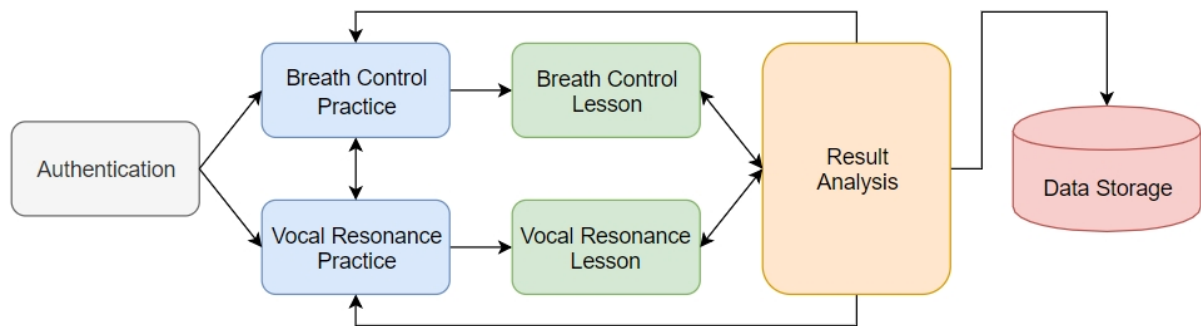 Authentication
Breath Control
Practice
Vocal Resonance
Practice
Breath Control
Lesson
Vocal Resonance
Lesson
Result
Analysis
Data Storage